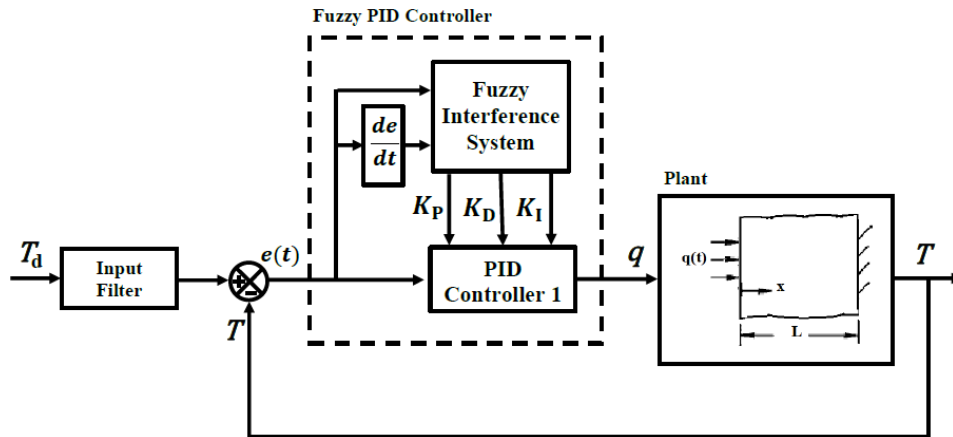 Fuzzy PID Controller
Fuzzy
Interference
System
de
dt
K_P K_D K_I
Plant
T_d
Input
Filter
e(t)
PID
Controller 1
q
q(t)
x
L
T
T